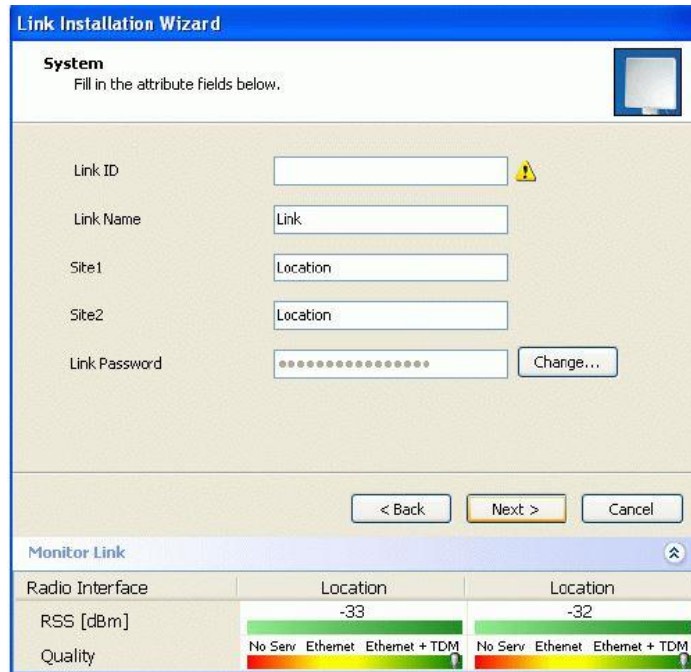 Link Installation Wizard
System
Fill in the attribute fields below.
Link ID
Link Name Link
Site1 Location
Site2 Location
Link Password Change...
< Back Next > Cancel
Monitor Link
Radio Interface Location Location
RSS [dBm] -33 -32
Quality No Serv Ethernet Ethernet + TDM No Serv Ethernet Ethernet + TDM